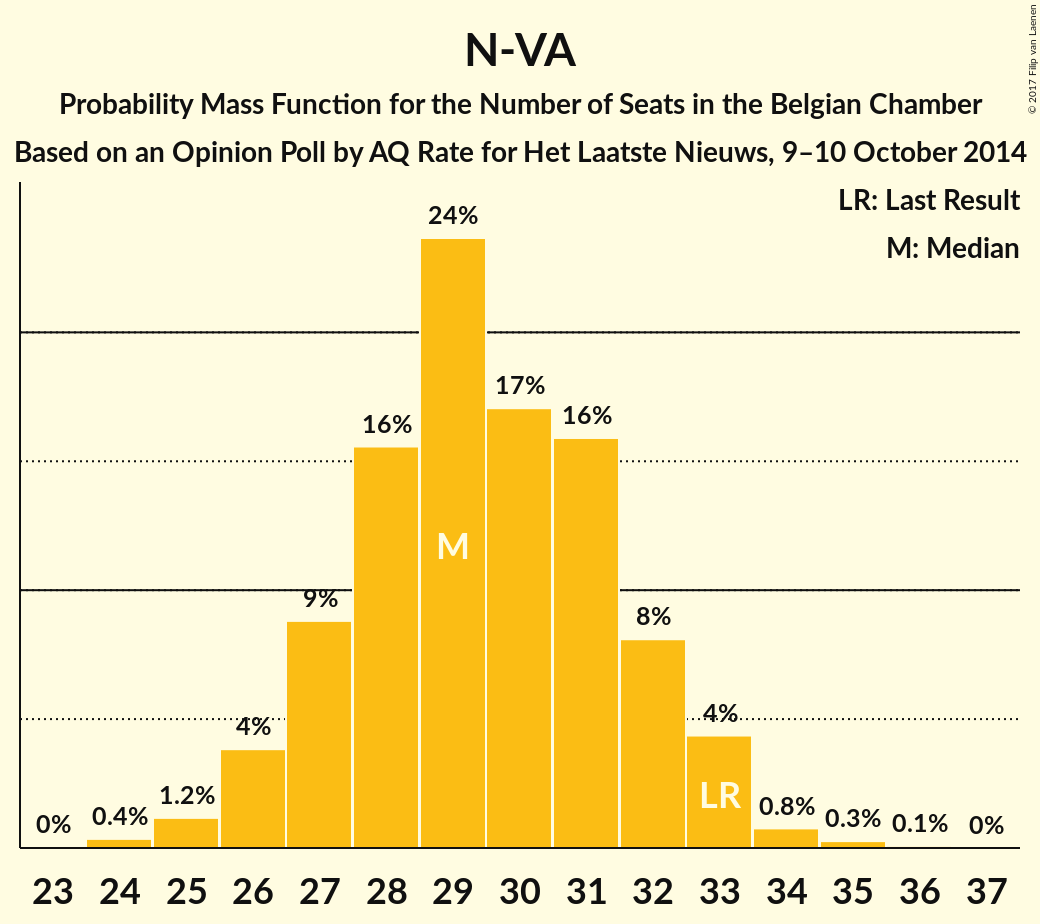 N-VA
Probability Mass Function for the Number of Seats in the Belgian Chamber
Based on an Opinion Poll by AQ Rate for Het Laatste Nieuws, 9–10 October 2014
© 2017 Filip van Laenen
LR: Last Result
M: Median
0% 0.4% 1.2% 4% 9% 16% 24% 17% 16% 8% 4% 0.8% 0.3% 0.1% 0%
M
LR
23 24 25 26 27 28 29 30 31 32 33 34 35 36 37